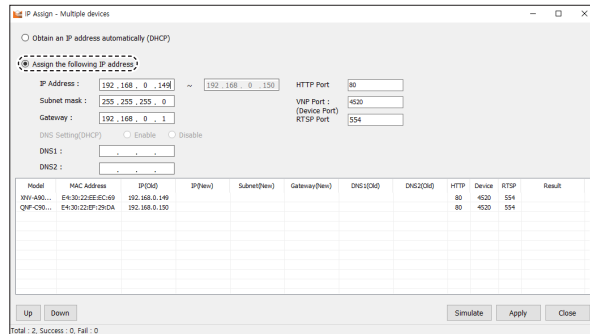 IP Assign - Multiple devices
Obtain an IP address automatically (DHCP)
Assign the following IP address
IP Address : 192 . 168 . 0 . 149 ~ 192 . 168 . 0 . 150 HTTP Port 80
Subnet mask : 255 . 255 . 255 . 0 VNP Port : 4520
(Device Port)
Gateway : 192 . 168 . 0 . 1 RTSP Port 554
DNS Setting(DHCP) Enable Disable
DNS1 : . . .
DNS2 : . . .
Model MAC Address IP(Old) IP(New) Subnet(New) Gateway(New) DNS1(Old) DNS2(Old) HTTP Device RTSP Result
XNV-A90... E4:30:22:EE:EC:69 192.168.0.149 80 4520 554
QNF-C90... E4:30:22:EF:29:DA 192.168.0.150 80 4520 554
Up Down Simulate Apply Close
Total : 2, Success : 0, Fail : 0